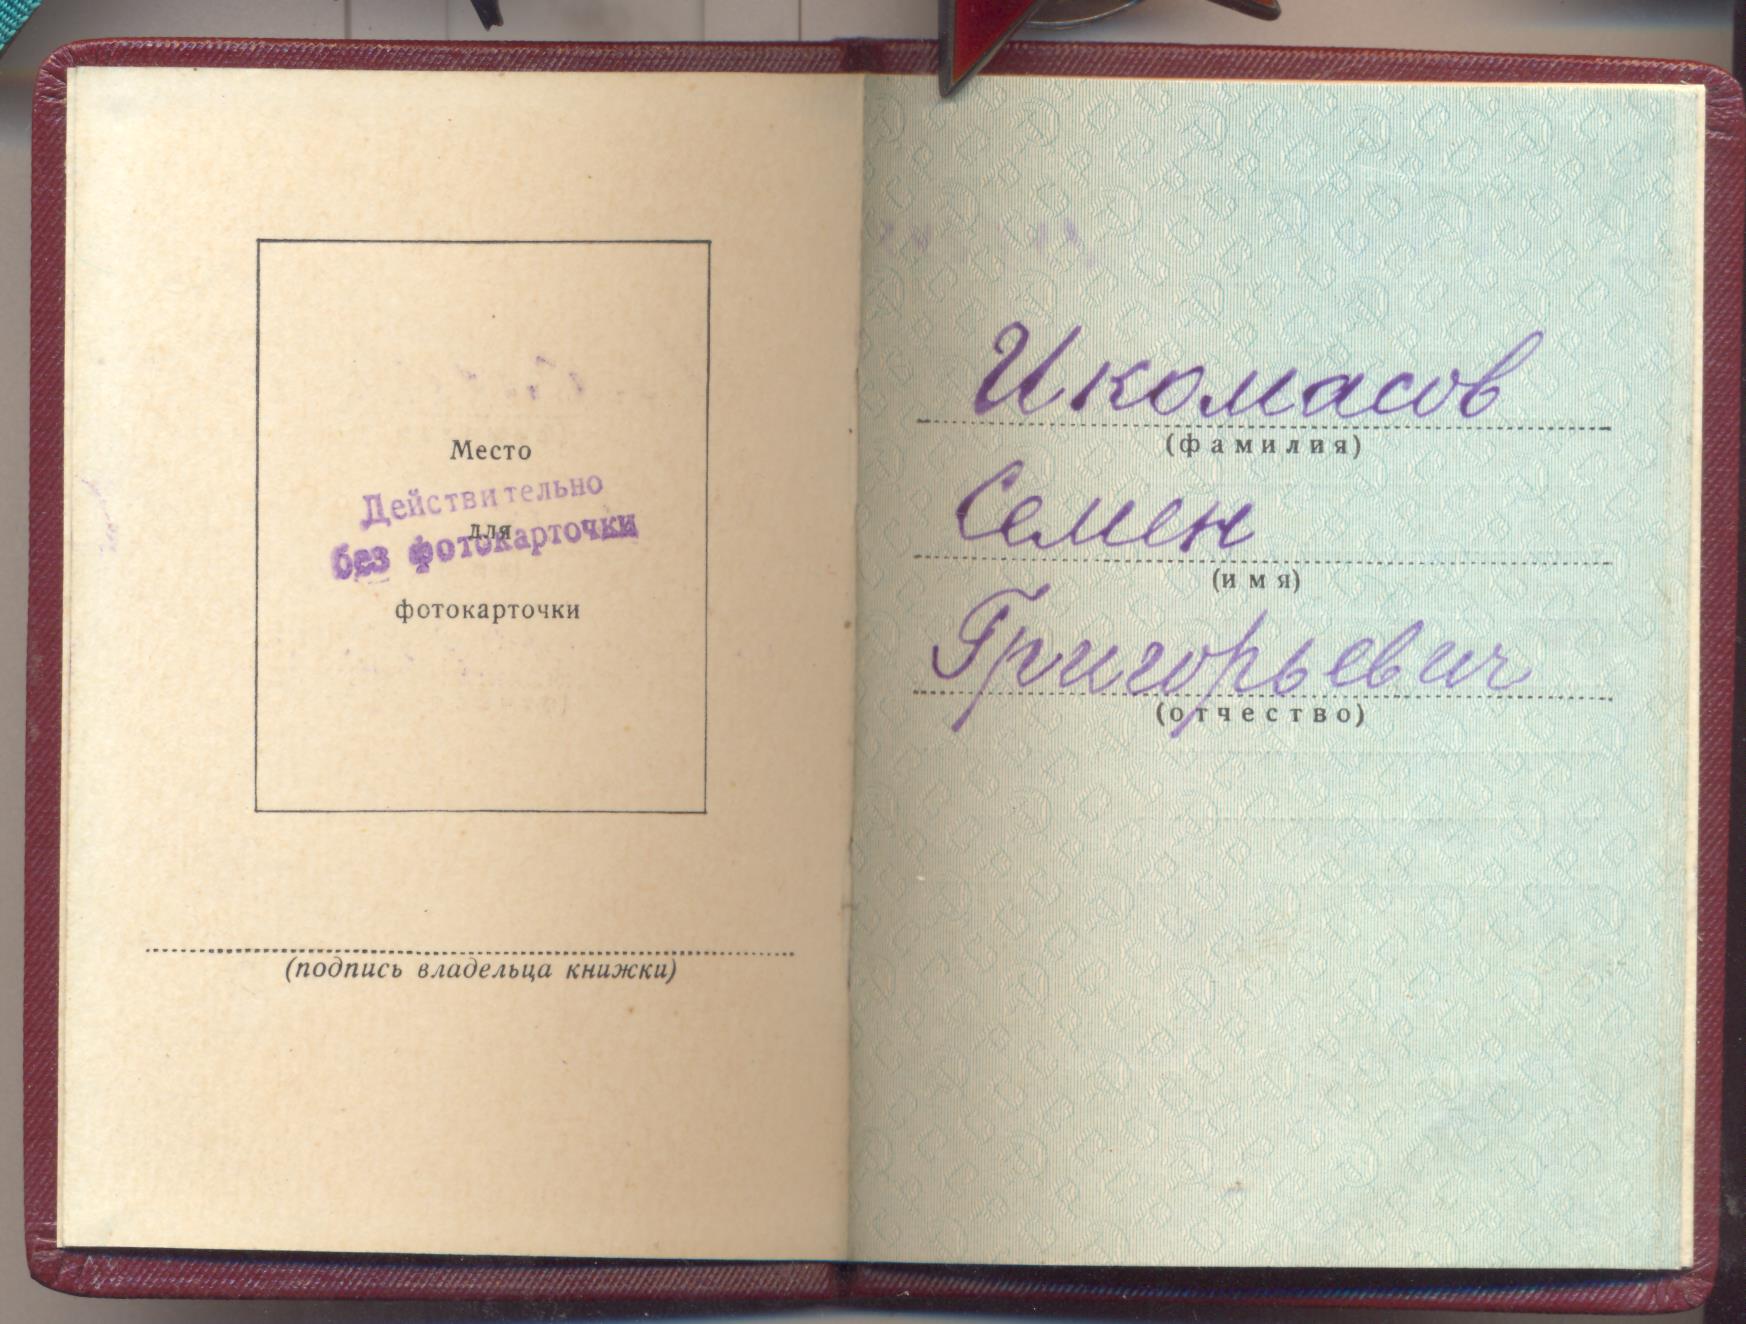 Место
Действительно
для
без фотокарточки
фотокарточки
(подпись владельца книжки)
Икомасов
(фамилия)
Семен
(имя)
Григорьевич
(отчество)